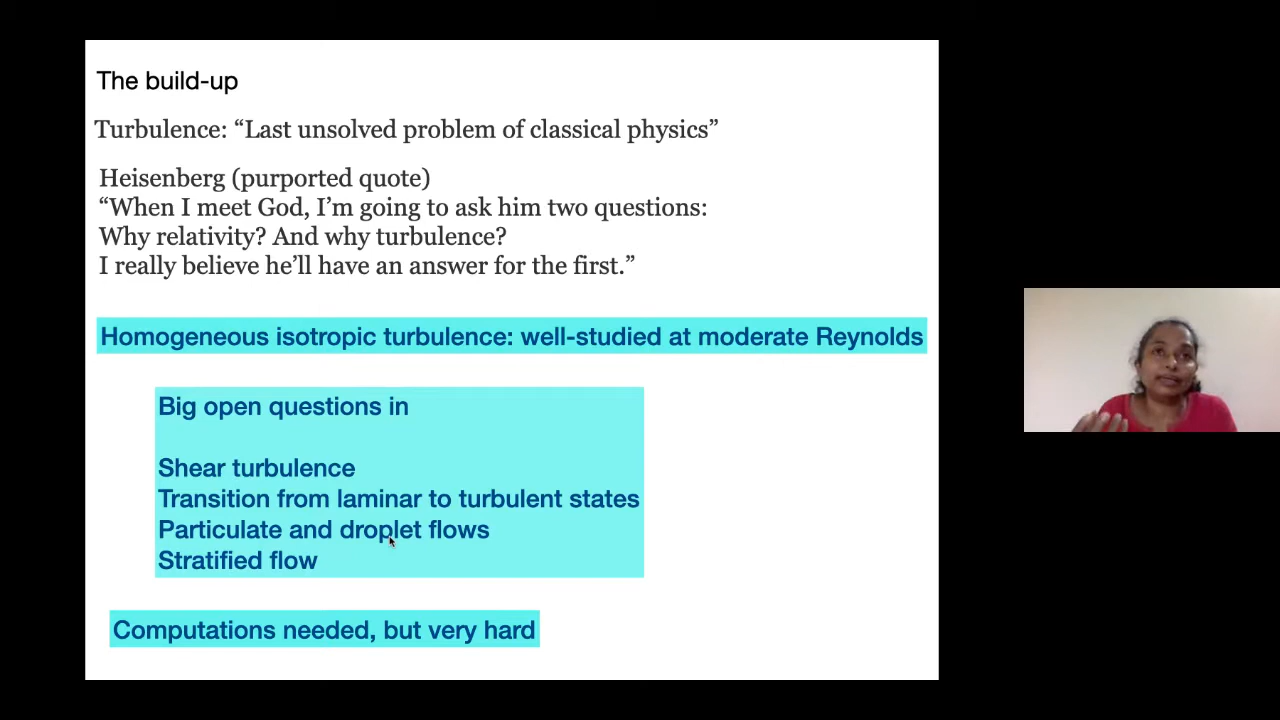 The build-up
Turbulence: “Last unsolved problem of classical physics”
Heisenberg (purported quote)
“When I meet God, I’m going to ask him two questions:
Why relativity? And why turbulence?
I really believe he’ll have an answer for the first.”
Homogeneous isotropic turbulence: well-studied at moderate Reynolds
Big open questions in
Shear turbulence
Transition from laminar to turbulent states
Particulate and droplet flows
Stratified flow
Computations needed, but very hard